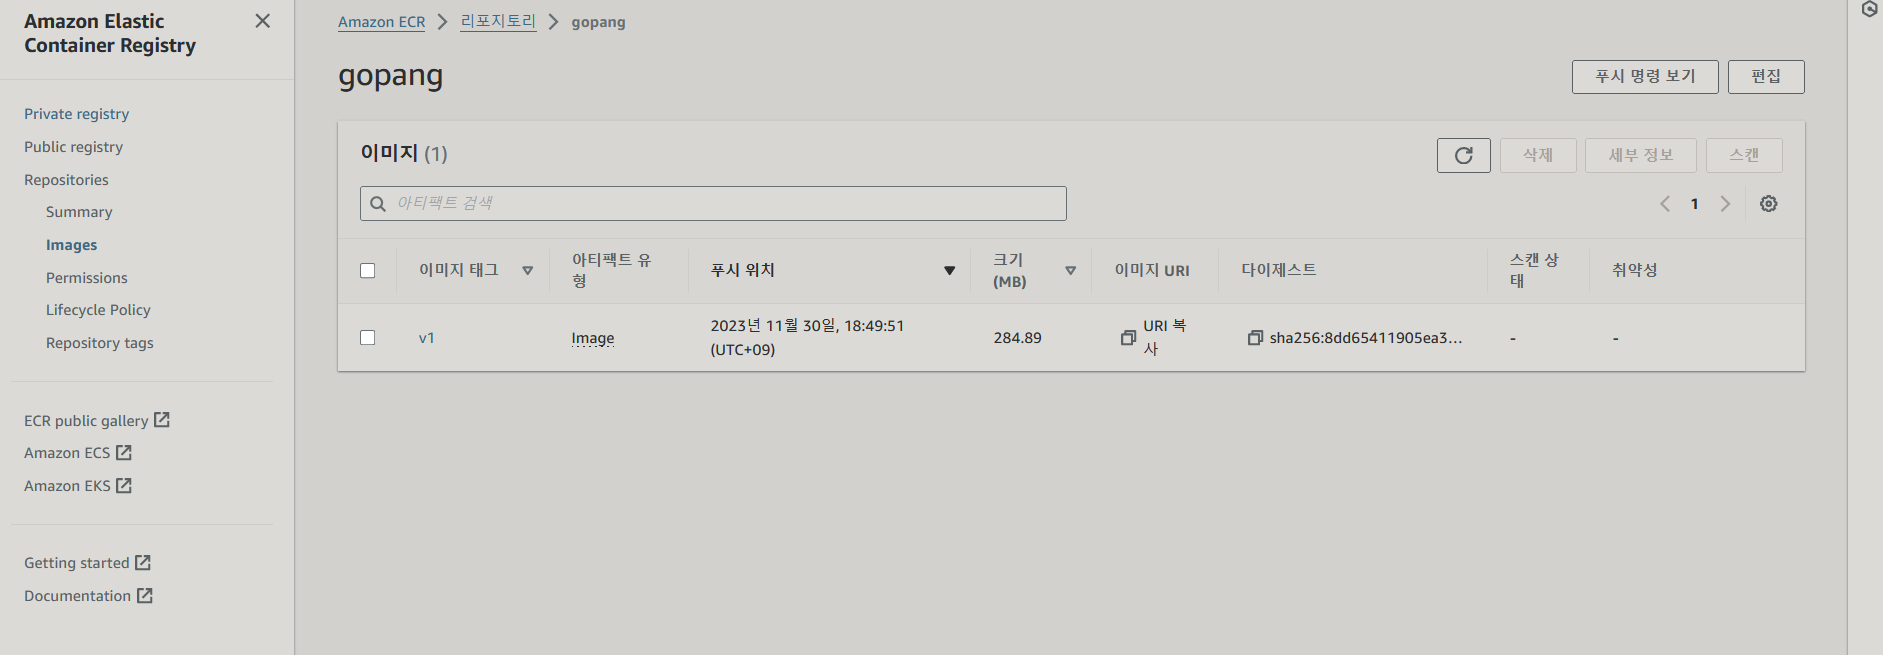 Amazon Elastic
Container Registry
Private registry
Public registry
Repositories
Summary
Images
Permissions
Lifecycle Policy
Repository tags
ECR public gallery
Amazon ECS
Amazon EKS
Getting started
Documentation
Amazon ECR
리포지토리
gopang
gopang
푸시 명령 보기
편집
이미지 (1)
삭제
세부 정보
스캔
아티팩트 검색
1
이미지 태그
아티팩트 유
형
푸시 위치
크기
(MB)
이미지 URI
다이제스트
스캔 상
태
취약성
v1
Image
2023년 11월 30일, 18:49:51
(UTC+09)
284.89
URI 복
사
sha256:8dd65411905ea3...
-
-